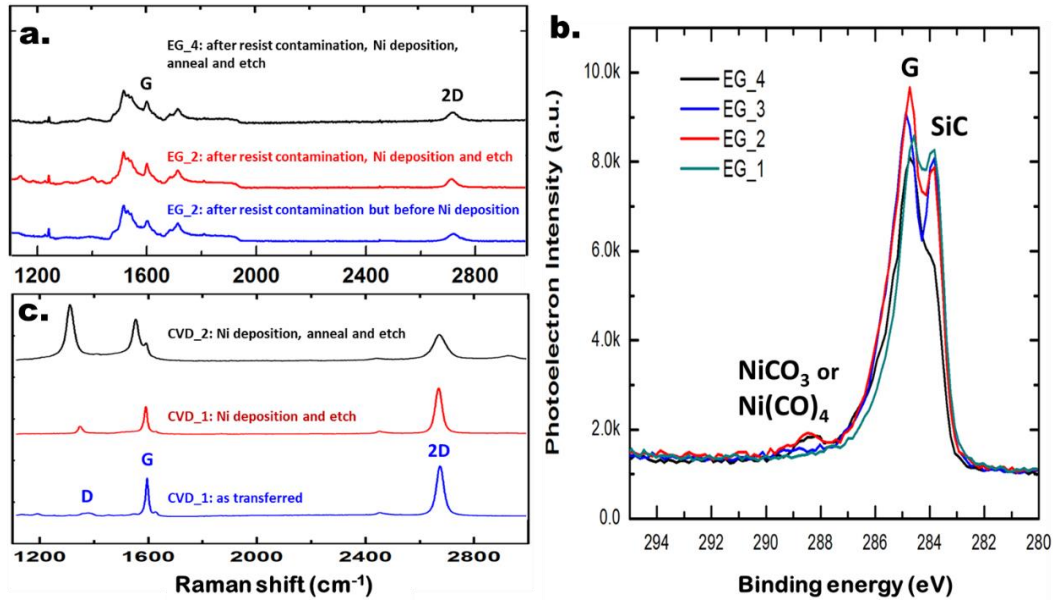 a.
EG_4: after resist contamination, Ni deposition,
anneal and etch
G
2D
EG_2: after resist contamination, Ni deposition and etch
EG_2: after resist contamination but before Ni deposition
1200 1600 2000 2400 2800
c.
CVD_2: Ni deposition, anneal and etch
CVD_1: Ni deposition and etch
2D
G
D
CVD_1: as transferred
1200 1600 2000 2400 2800
Raman shift (cm⁻¹)
b.
Photoelectron Intensity (a.u.)
10.0k
8.0k
6.0k
4.0k
2.0k
0.0
EG_4
EG_3
EG_2
EG_1
G
SiC
NiCO₃ or
Ni(CO)₄
294 292 290 288 286 284 282 280
Binding energy (eV)